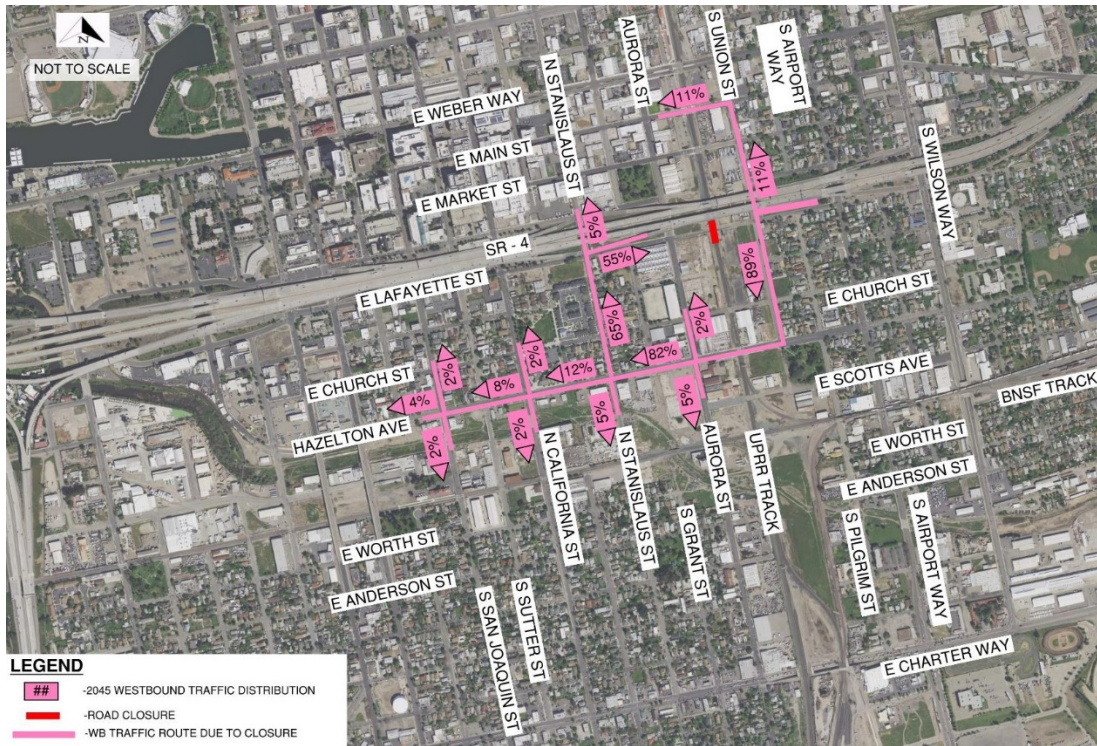 N
NOT TO SCALE
E WEBER WAY
E MAIN ST
E MARKET ST
N STANISLAUS ST
AURORA ST
S UNION ST
S AIRPORT WAY
S WILSON WAY
11%
11%
5%
55%
89%
SR - 4
E LAFAYETTE ST
E CHURCH ST
65%
2%
82%
12%
2%
8%
2%
4%
E CHURCH ST
HAZELTON AVE
2%
2%
5%
5%
E SCOTTS AVE
BNSF TRACK
E WORTH ST
E ANDERSON ST
N CALIFORNIA ST
N STANISLAUS ST
AURORA ST
UPRR TRACK
S GRANT ST
S PILGRIM ST
S AIRPORT WAY
E WORTH ST
E ANDERSON ST
S SAN JOAQUIN ST
S SUTTER ST
E CHARTER WAY
LEGEND
## -2045 WESTBOUND TRAFFIC DISTRIBUTION
-ROAD CLOSURE
-WB TRAFFIC ROUTE DUE TO CLOSURE